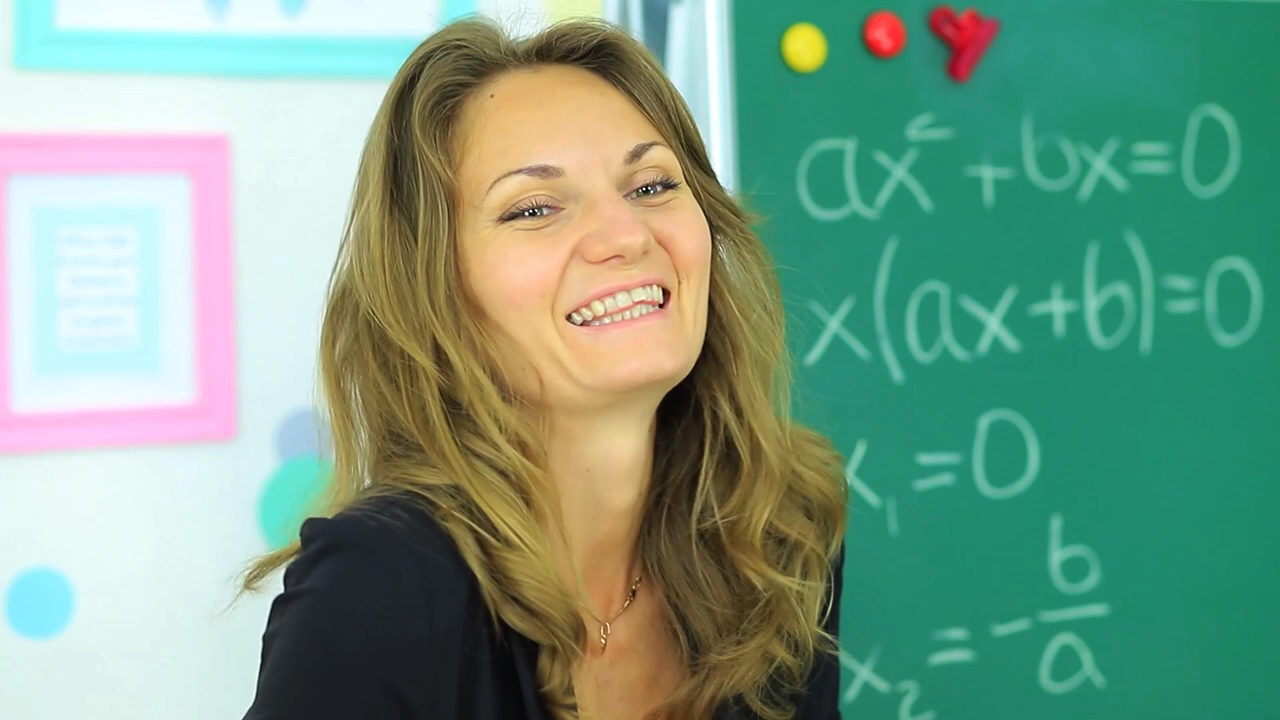 ax² + bx = 0
x(ax+b) = 0
x₁ = 0
x₂ = - b/a